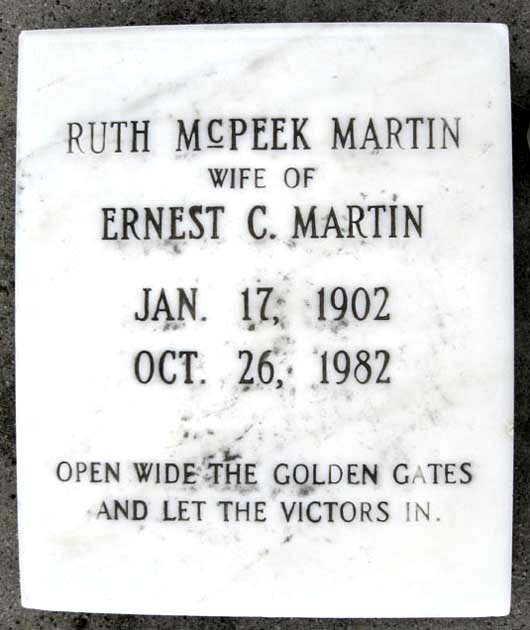 RUTH McPEEK MARTIN
WIFE OF
ERNEST C. MARTIN
JAN. 17, 1902
OCT. 26, 1982
OPEN WIDE THE GOLDEN GATES
AND LET THE VICTORS IN.